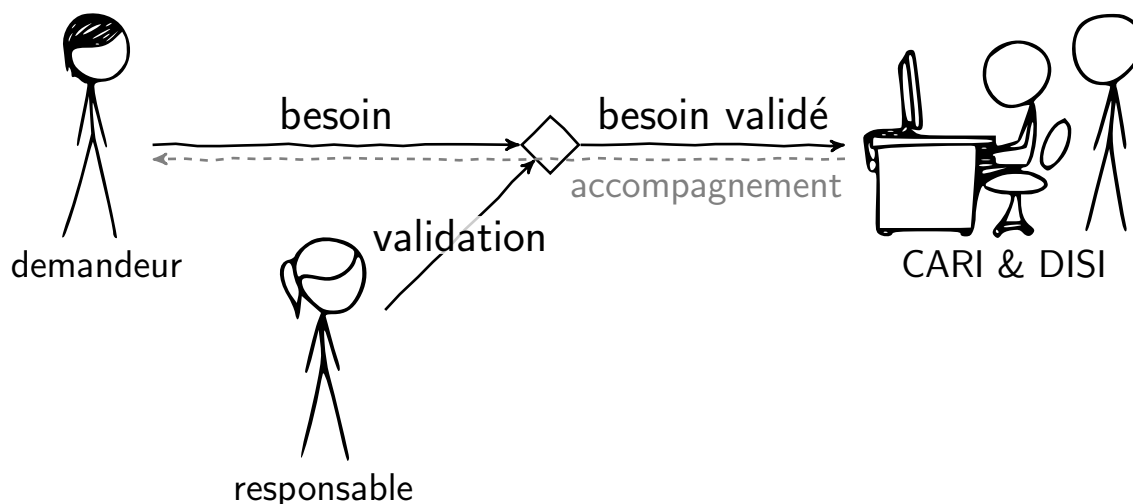 besoin
besoin validé
accompagnement
validation
demandeur
CARI & DISI
responsable